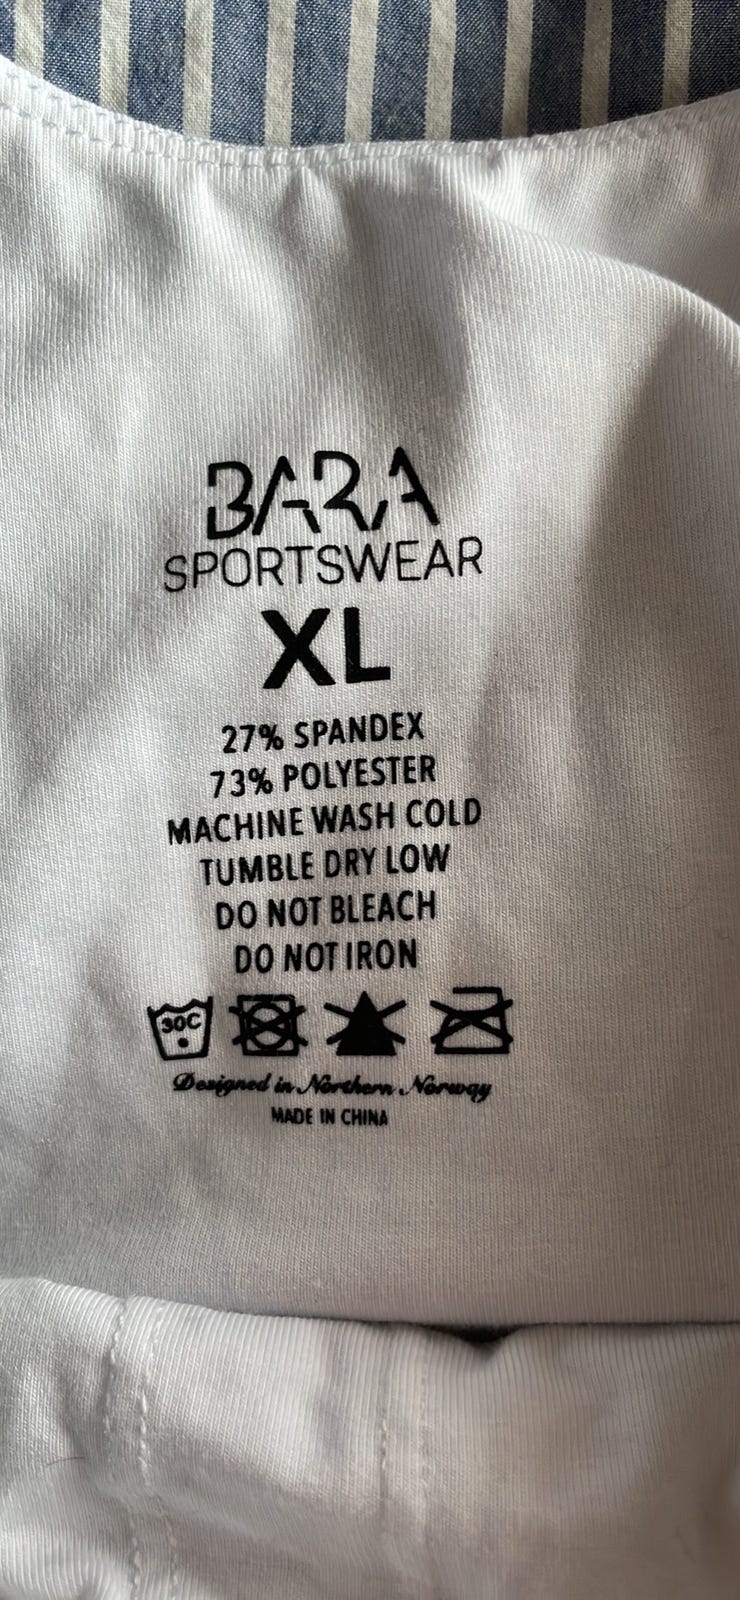 BARA
SPORTSWEAR
XL
27% SPANDEX
73% POLYESTER
MACHINE WASH COLD
TUMBLE DRY LOW
DO NOT BLEACH
DO NOT IRON
30C
Designed in Northern Norway
MADE IN CHINA